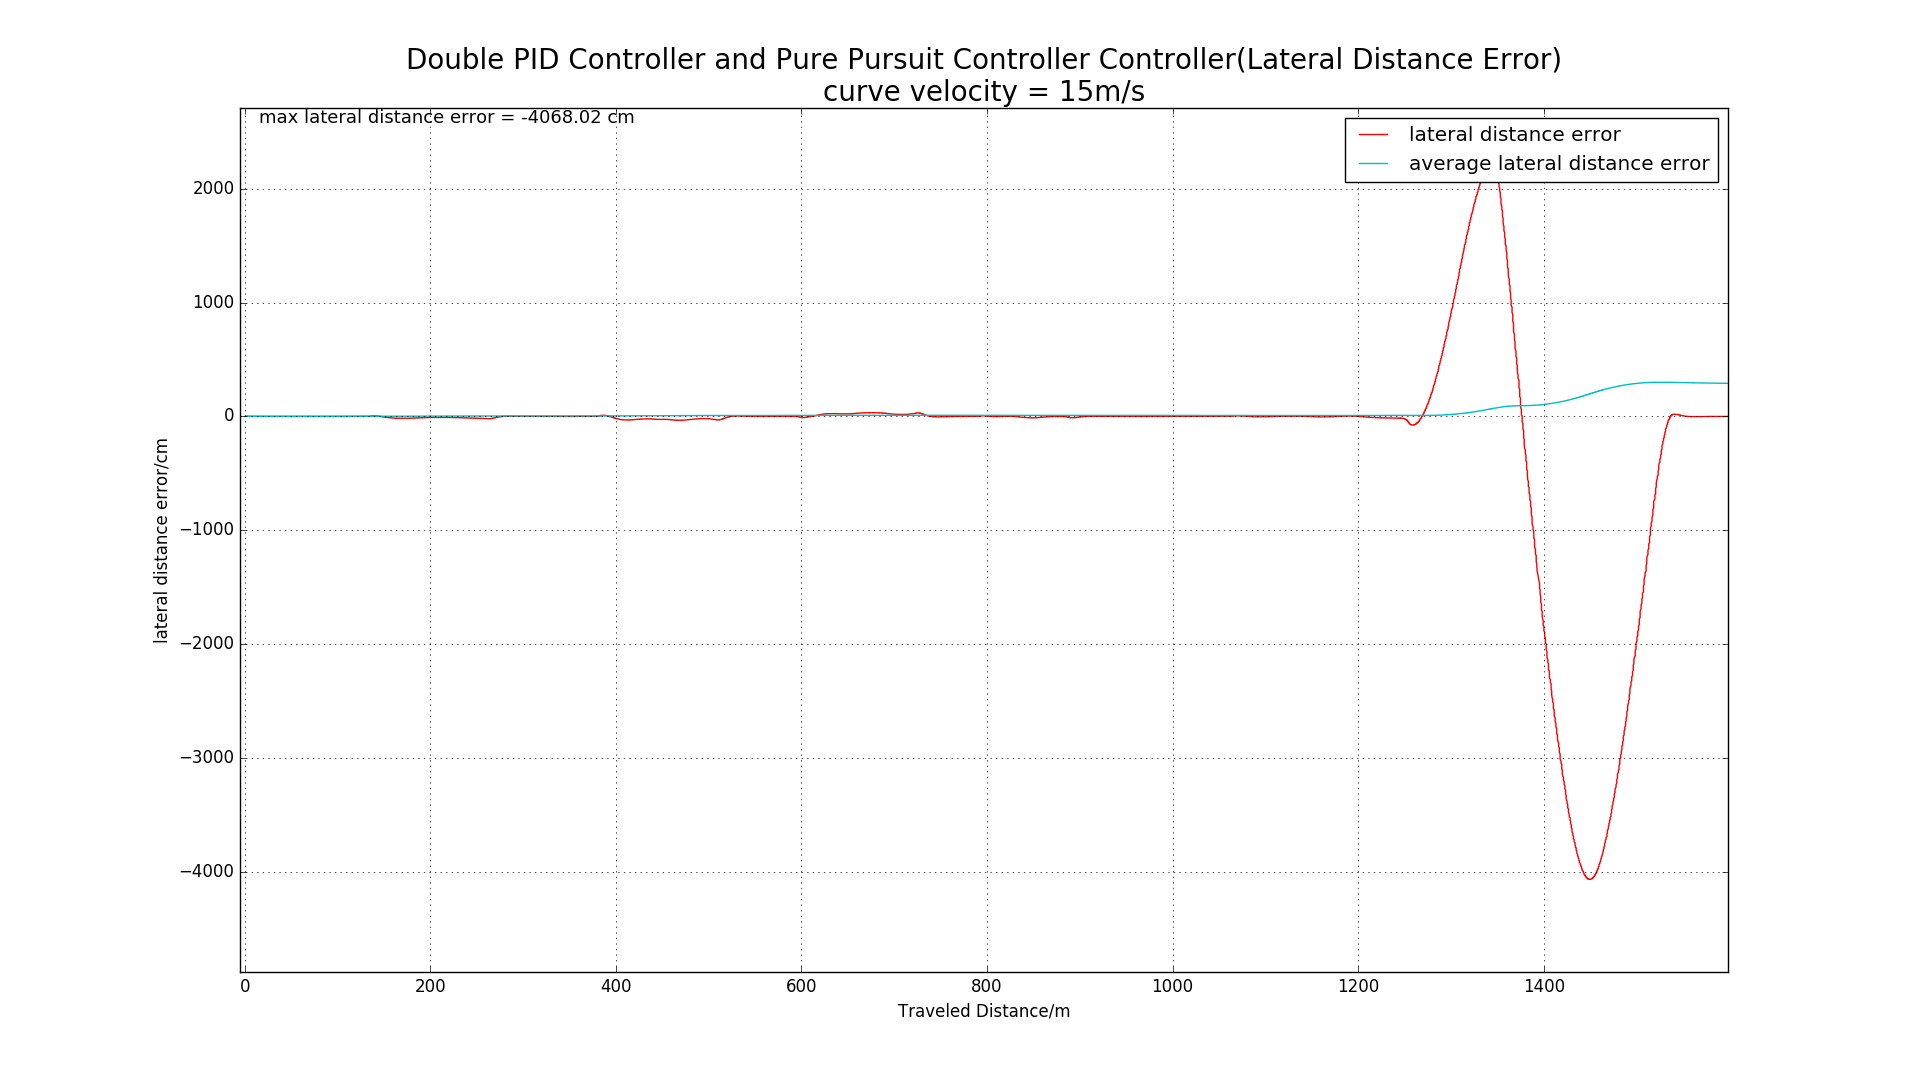 Double PID Controller and Pure Pursuit Controller Controller(Lateral Distance Error)
curve velocity = 15m/s
max lateral distance error = -4068.02 cm
lateral distance error
average lateral distance error
2000
1000
0
−1000
−2000
−3000
−4000
lateral distance error/cm
0 200 400 600 800 1000 1200 1400
Traveled Distance/m